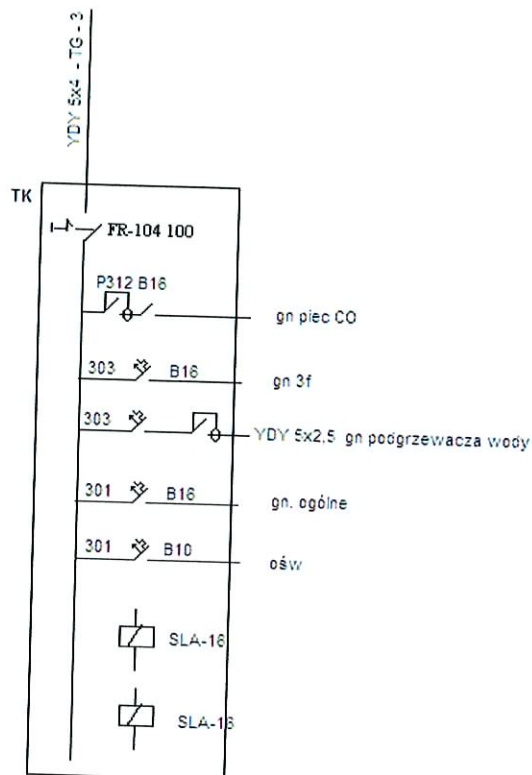 YDY 5x4 - TG - 3
TK
FR-104 100
P312 B16
gn piec CO
303 B16
gn 3f
303
YDY 5x2,5 gn podgrzewacza wody
301 B16
gn. ogólne
301 B10
ośw
SLA-16
SLA-16